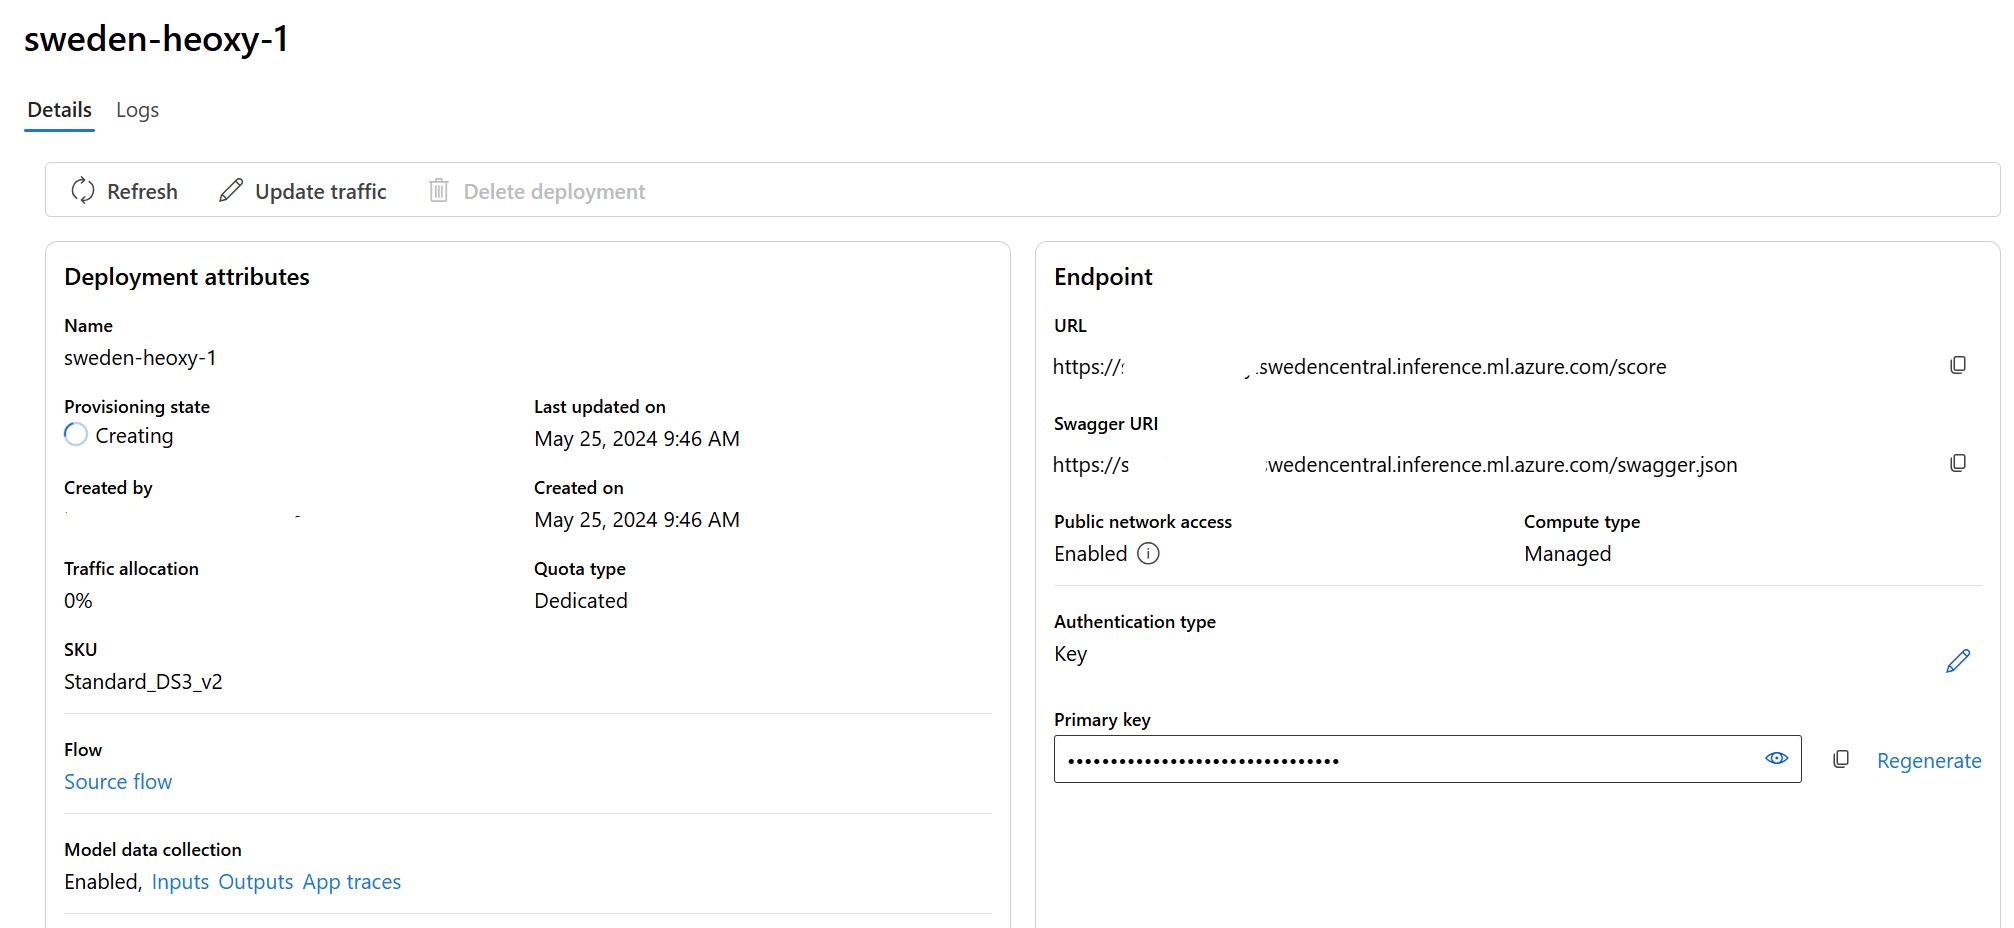 sweden-heoxy-1
Details Logs
Refresh Update traffic Delete deployment
Deployment attributes
Name
sweden-heoxy-1
Provisioning state Last updated on
Creating May 25, 2024 9:46 AM
Created by Created on
May 25, 2024 9:46 AM
Traffic allocation Quota type
0% Dedicated
SKU
Standard_DS3_v2
Flow
Source flow
Model data collection
Enabled, Inputs Outputs App traces
Endpoint
URL
https:// .swedencentral.inference.ml.azure.com/score
Swagger URI
https://s swedencentral.inference.ml.azure.com/swagger.json
Public network access Compute type
Enabled Managed
Authentication type
Key
Primary key
•••••••••••••••••••••••••••••••• Regenerate